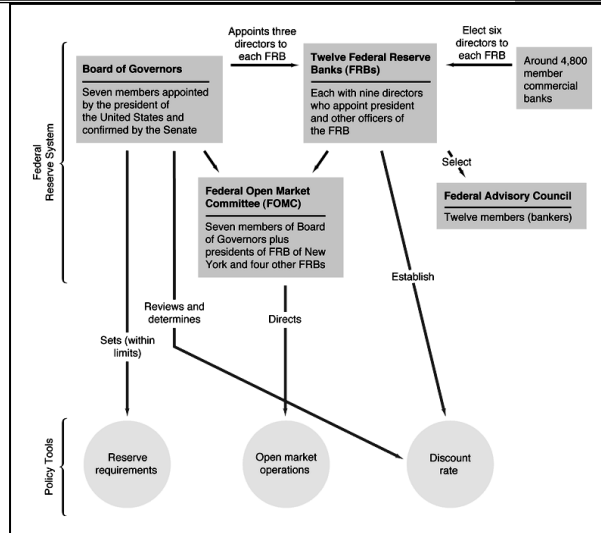 Appoints three
directors to
each FRB
Elect six
directors to
each FRB
Board of Governors
Seven members appointed
by the president of
the United States and
confirmed by the Senate
Twelve Federal Reserve
Banks (FRBs)
Each with nine directors
who appoint president
and other officers of
the FRB
Around 4,800
member
commercial
banks
Federal
Reserve System
Select
Federal Open Market
Committee (FOMC)
Seven members of Board
of Governors plus
presidents of FRB of New
York and four other FRBs
Federal Advisory Council
Twelve members (bankers)
Establish
Reviews and
determines
Directs
Sets (within
limits)
Policy Tools
Reserve
requirements
Open market
operations
Discount
rate